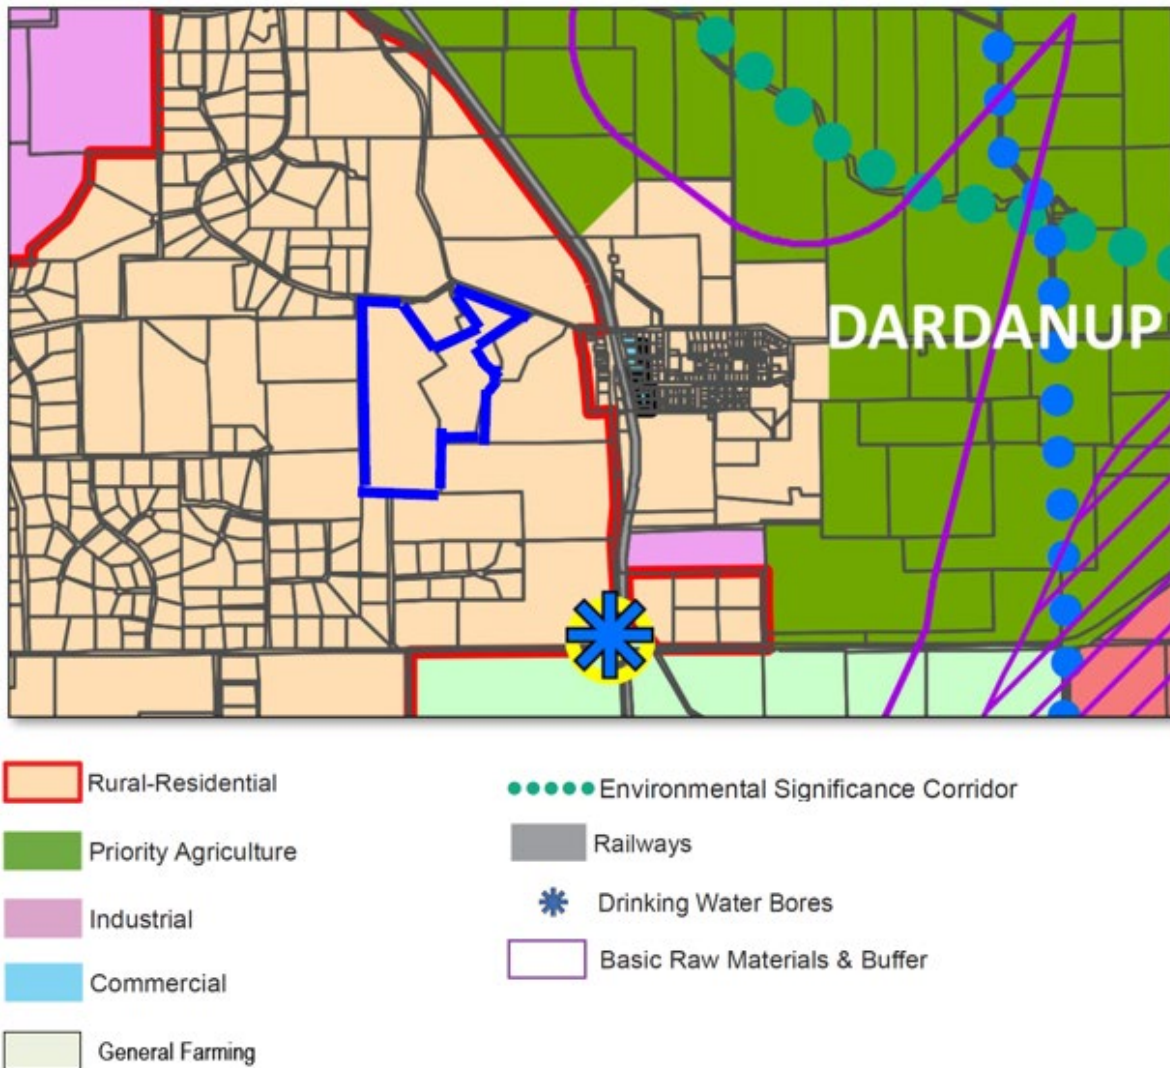 DARDANUP
Rural-Residential
Priority Agriculture
Industrial
Commercial
General Farming
Environmental Significance Corridor
Railways
Drinking Water Bores
Basic Raw Materials & Buffer